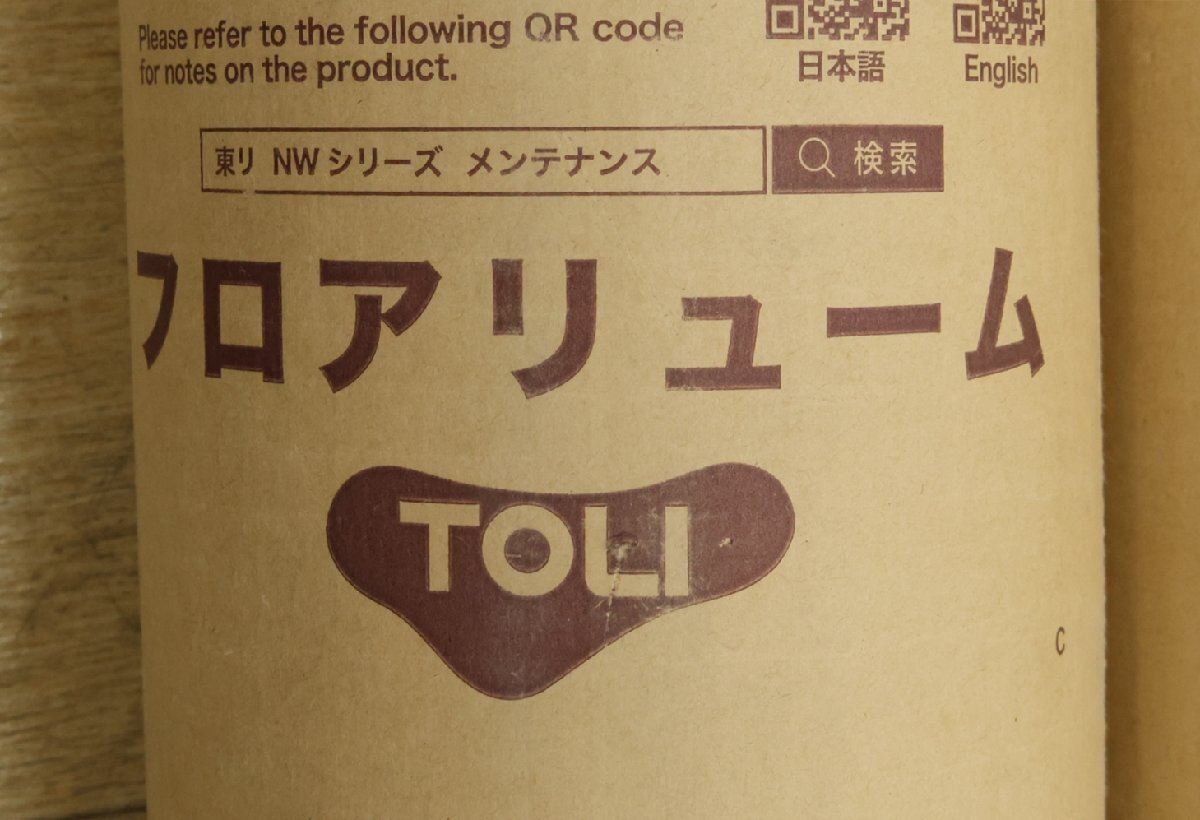 Please refer to the following QR code
for notes on the product.
日本語
English
東リ NWシリーズ メンテナンス
検索
フロアリューム
TOLI
C